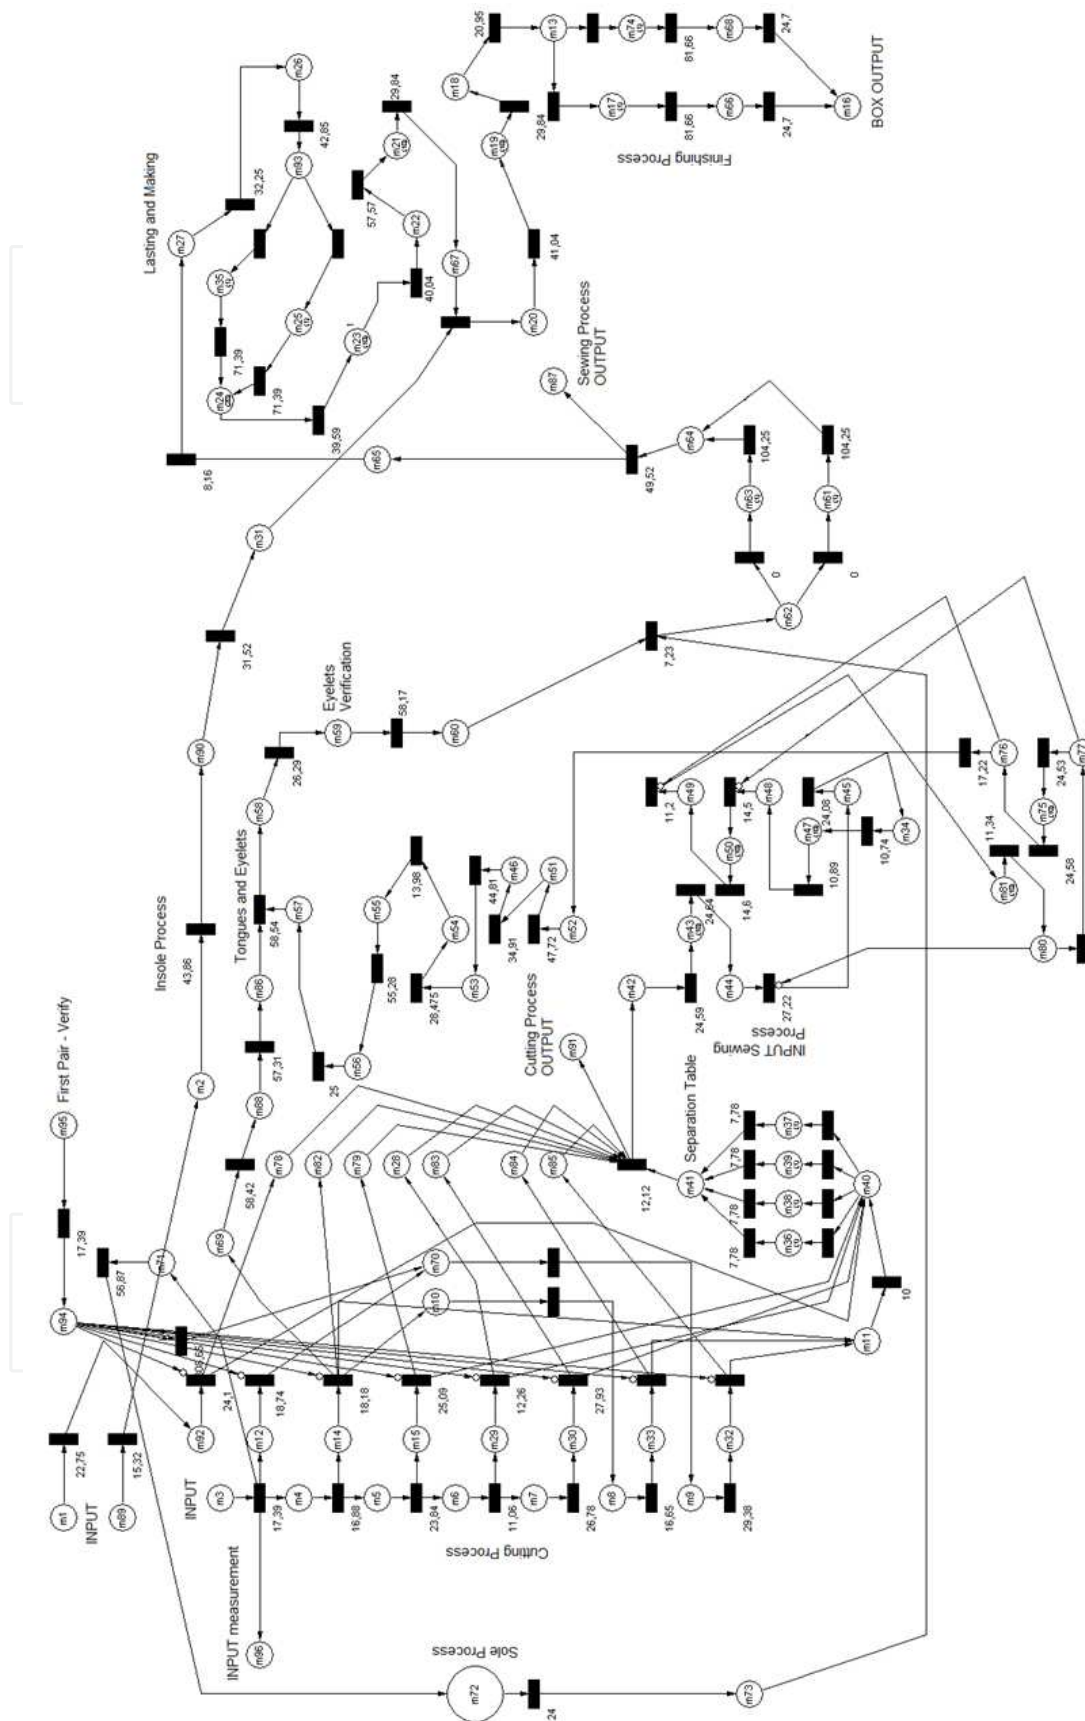 20,95
m13
m74
81,66
m68
24,7
m18
29,84
m17
81,66
m66
24,7
m16
BOX OUTPUT
Finishing Process
m19
41,04
m20
Lasting and Making
m27
32,25
m26
42,85
m93
m35
71,39
m25
71,39
m24
39,59
m23
1
40,04
m22
57,57
m21
29,84
m67
8,16
m65
49,52
m87
Sewing Process
OUTPUT
m64
104,25
m63
0
104,25
m61
0
m62
7,23
m31
31,52
m90
43,86
Insole Process
m2
Eyelets
Verification
m59
58,17
m60
26,29
m58
Tongues and Eyelets
58,54
m57
m86
57,31
m88
58,42
m69
13,98
m55
m54
55,28
28,475
m53
m56
25
44,81
m46
34,91
m51
47,72
m52
11,2
m49
14,5
m48
m50
14,6
24,64
m43
24,59
m42
m44
27,22
m47
24,08
m45
10,74
m34
10,89
INPUT Sewing
Process
17,22
m76
24,53
m77
m75
11,34
24,58
m81
m80
Cutting Process
OUTPUT
m91
12,12
Separation Table
m41
7,78
m37
7,78
m39
7,78
m38
7,78
m36
m40
10
m11
First Pair - Verify
m95
17,39
m94
56,87
m71
m78
m82
m79
m28
m83
m84
m85
m70
m10
24,1
18,74
18,18
25,09
12,26
27,93
m92
m12
m14
m15
m29
m30
m33
m32
m1
22,75
INPUT
m89
15,32
INPUT
m3
17,39
m4
16,88
m5
23,84
m6
11,06
m7
26,78
m8
16,65
m9
29,38
Cutting Process
INPUT measurement
m96
Sole Process
m72
24
m73